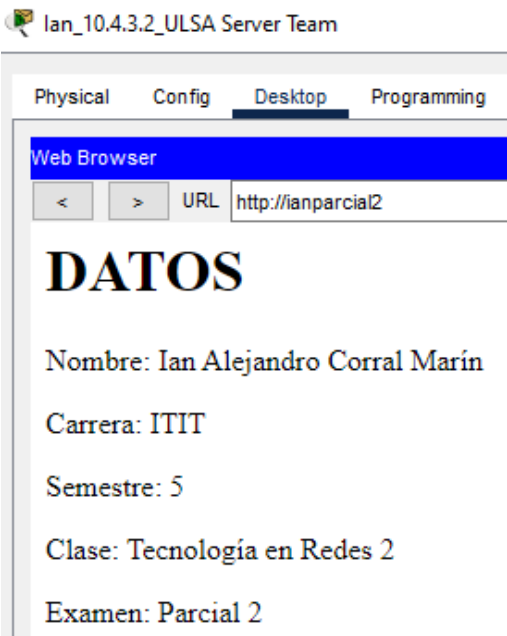 Ian_10.4.3.2_ULSA Server Team
Physical Config Desktop Programming
Web Browser
< > URL http://ianparcial2
DATOS
Nombre: Ian Alejandro Corral Marín
Carrera: ITIT
Semestre: 5
Clase: Tecnología en Redes 2
Examen: Parcial 2